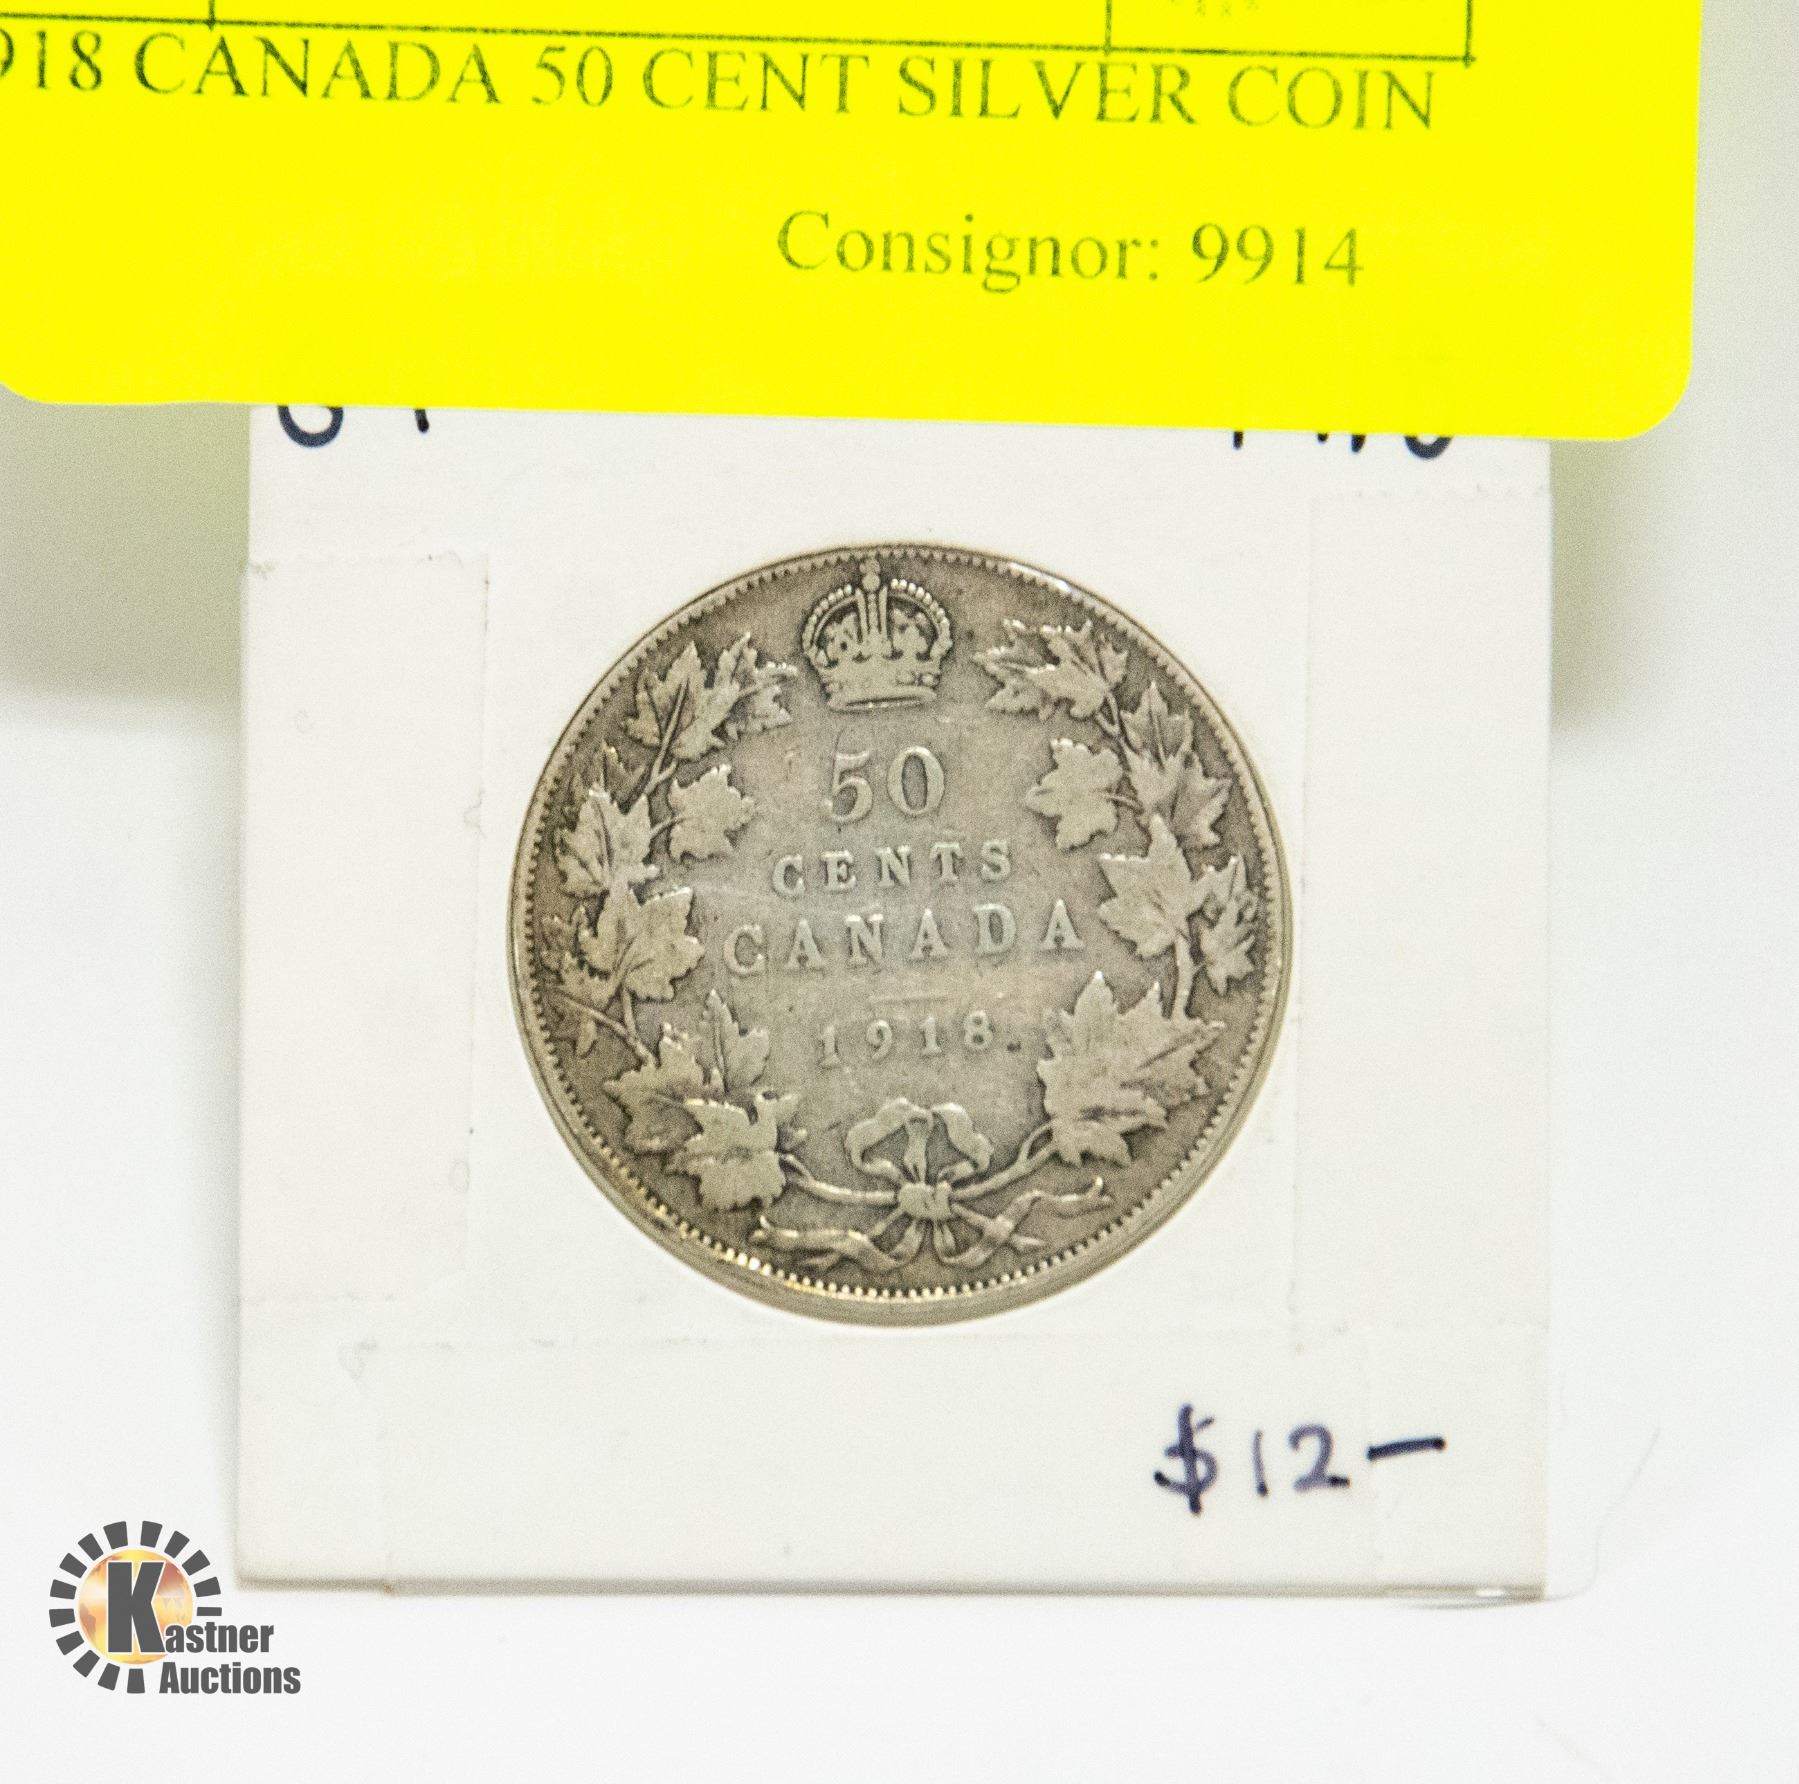 918 CANADA 50 CENT SILVER COIN
Consignor: 9914
50
CENTS
CANADA
1918
$12-
Kastner
Auctions